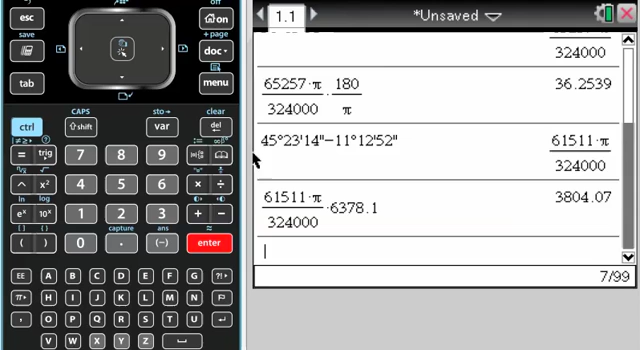 off
esc
on
save
+ page
doc▾
tab
menu
CAPS
sto→
clear
ctrl
⇧shift
var
del
= trig 7 8 9
^ x² 4 5 6 × ÷
ln log
eˣ 10ˣ 1 2 3 + −
[ ] { } capture ans ≈
( ) 0 . (−) enter
EE A B C D E F G ?!▸
π▸ H I J K L M N
, O P Q R S T U
V W X Y Z
1.1
*Unsaved
324000
65257·π/324000 · 180/π 36.2539
45°23'14"−11°12'52" 61511·π/324000
61511·π/324000 ·6378.1 3804.07
7/99